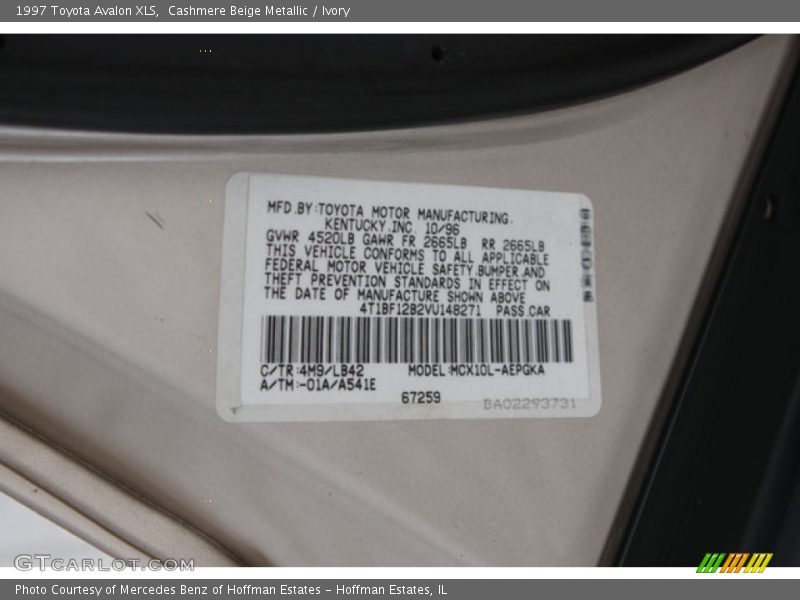 1997 Toyota Avalon XLS,  Cashmere Beige Metallic / Ivory
MFD.BY:TOYOTA MOTOR MANUFACTURING.
KENTUCKY,INC. 10/96
GVWR 4520LB GAWR FR 2665LB RR 2665LB
THIS VEHICLE CONFORMS TO ALL APPLICABLE
FEDERAL MOTOR VEHICLE SAFETY,BUMPER,AND
THEFT PREVENTION STANDARDS IN EFFECT ON
THE DATE OF MANUFACTURE SHOWN ABOVE
4T1BF12B2VU148271 PASS.CAR
C/TR:4M9/LB42 MODEL:MCX10L-AEPGKA
A/TM:-01A/A541E
67259 BA02293731
GTCarLot.com
Photo Courtesy of Mercedes Benz of Hoffman Estates - Hoffman Estates, IL